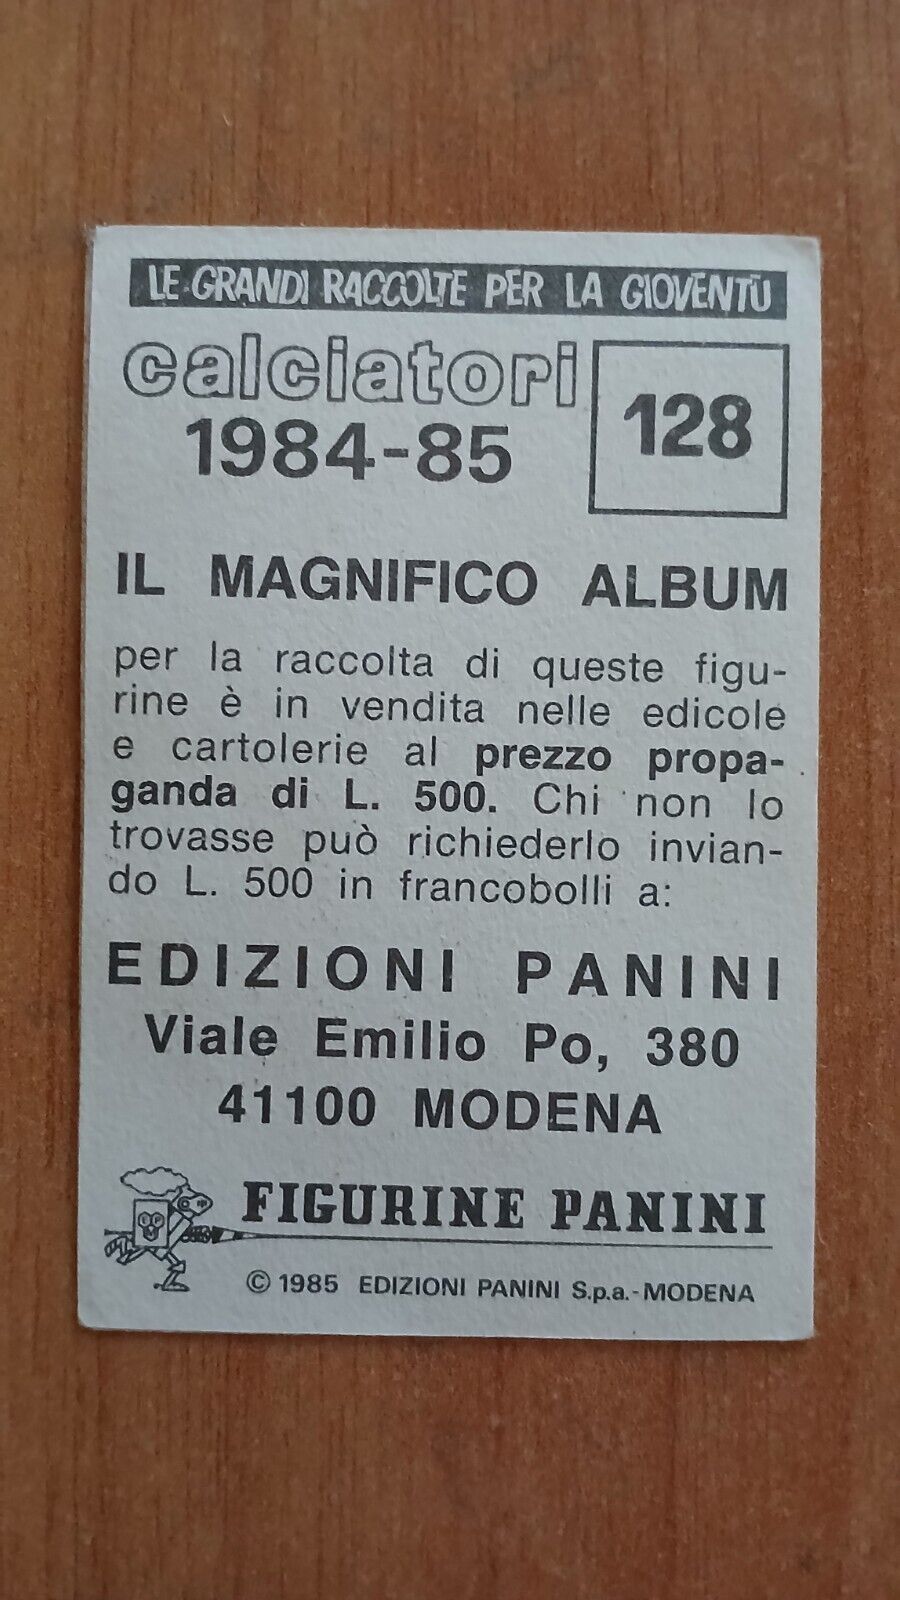 LE GRANDI RACCOLTE PER LA GIOVENTÙ
calciatori
1984-85
128
IL MAGNIFICO ALBUM
per la raccolta di queste figu-
rine è in vendita nelle edicole
e cartolerie al prezzo propa-
ganda di L. 500. Chi non lo
trovasse può richiederlo invian-
do L. 500 in francobolli a:
EDIZIONI PANINI
Viale Emilio Po, 380
41100 MODENA
FIGURINE PANINI
© 1985 EDIZIONI PANINI S.p.a.-MODENA